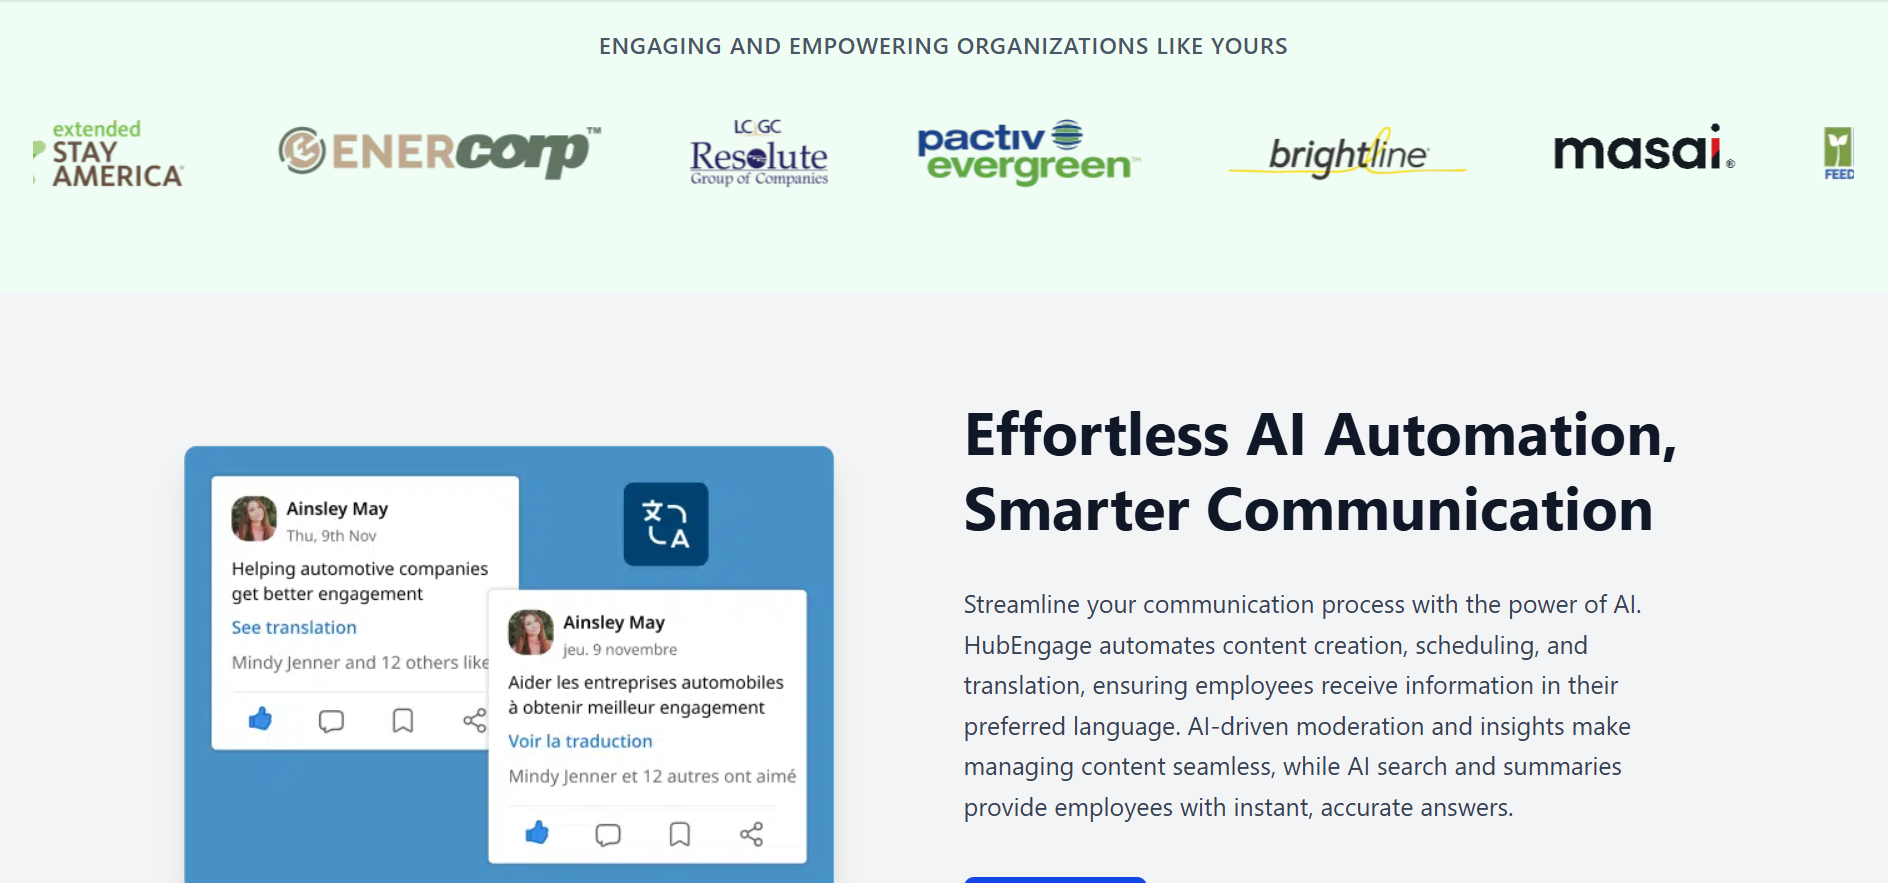 ENGAGING AND EMPOWERING ORGANIZATIONS LIKE YOURS
extended
STAY
AMERICA®
ENERCORP™
LCGC
Resolute
Group of Companies
pactiv
evergreen™
brightline®
masai®
FEED
Effortless AI Automation,
Smarter Communication
Streamline your communication process with the power of AI.
HubEngage automates content creation, scheduling, and
translation, ensuring employees receive information in their
preferred language. AI-driven moderation and insights make
managing content seamless, while AI search and summaries
provide employees with instant, accurate answers.
Ainsley May
Thu, 9th Nov
Helping automotive companies
get better engagement
See translation
Mindy Jenner and 12 others like
文A
Ainsley May
jeu. 9 novembre
Aider les entreprises automobiles
à obtenir meilleur engagement
Voir la traduction
Mindy Jenner et 12 autres ont aimé